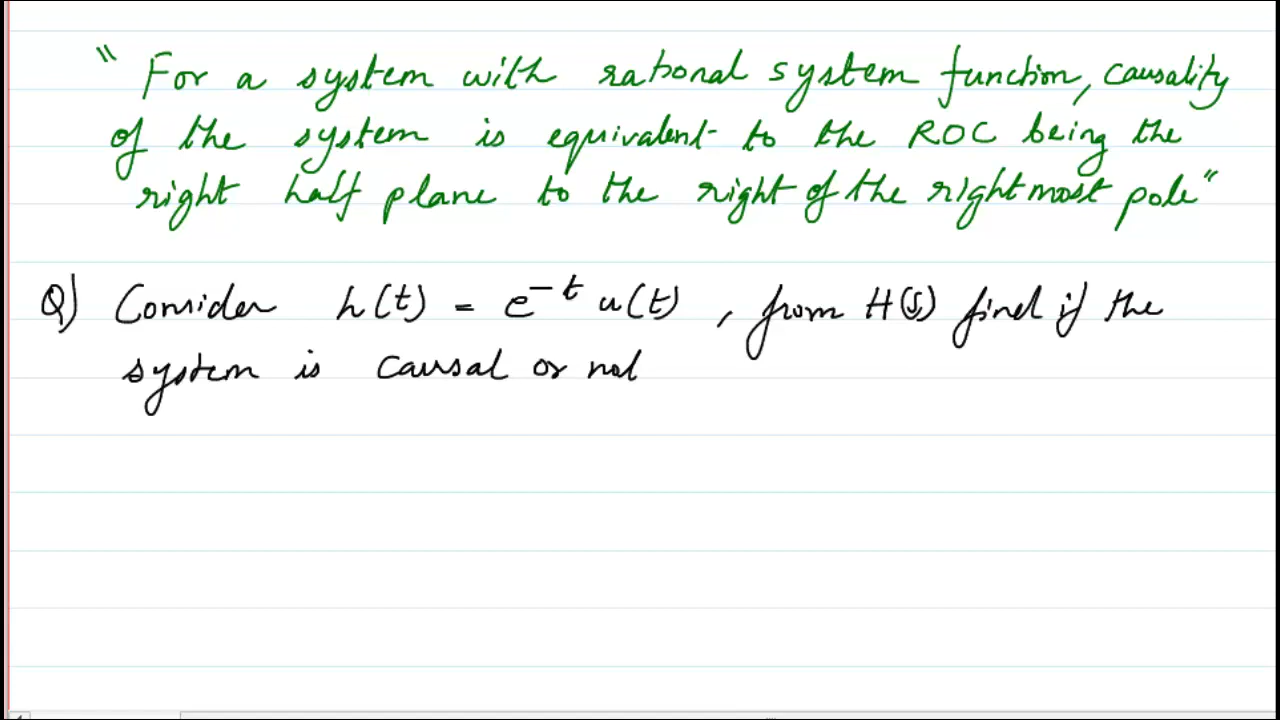 " For a system with rational system function, causality
of the system is equivalent to the ROC being the
right half plane to the right of the rightmost pole"
Q) Consider h(t) = e^-t u(t) , from H(s) find if the
system is causal or not